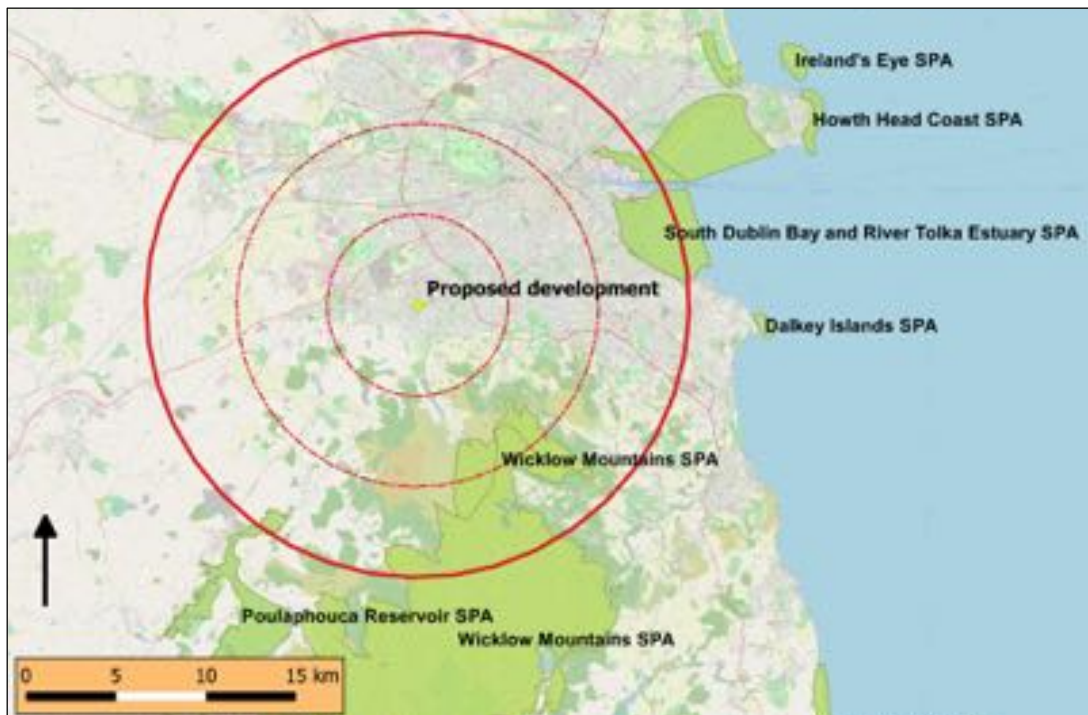 Ireland's Eye SPA
Howth Head Coast SPA
South Dublin Bay and River Tolka Estuary SPA
Proposed development
Dalkey Islands SPA
Wicklow Mountains SPA
Poulaphouca Reservoir SPA
Wicklow Mountains SPA
0 5 10 15 km